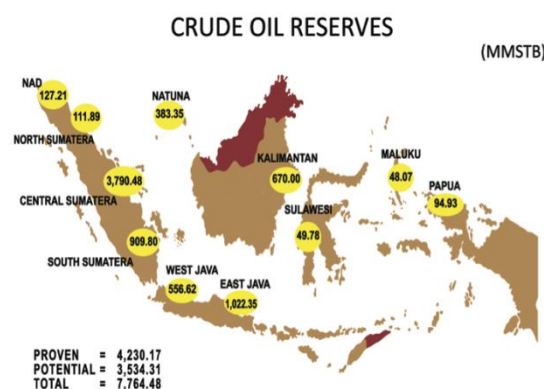 CRUDE OIL RESERVES
(MMSTB)
NAD
127.21
NATUNA
383.35
111.89
NORTH SUMATERA
KALIMANTAN
670.00
MALUKU
48.07
3,790.48
CENTRAL SUMATERA
PAPUA
94.93
SULAWESI
49.78
909.80
SOUTH SUMATERA
WEST JAVA
556.62
EAST JAVA
1,022.35
PROVEN = 4,230.17
POTENTIAL = 3,534.31
TOTAL = 7.764.48